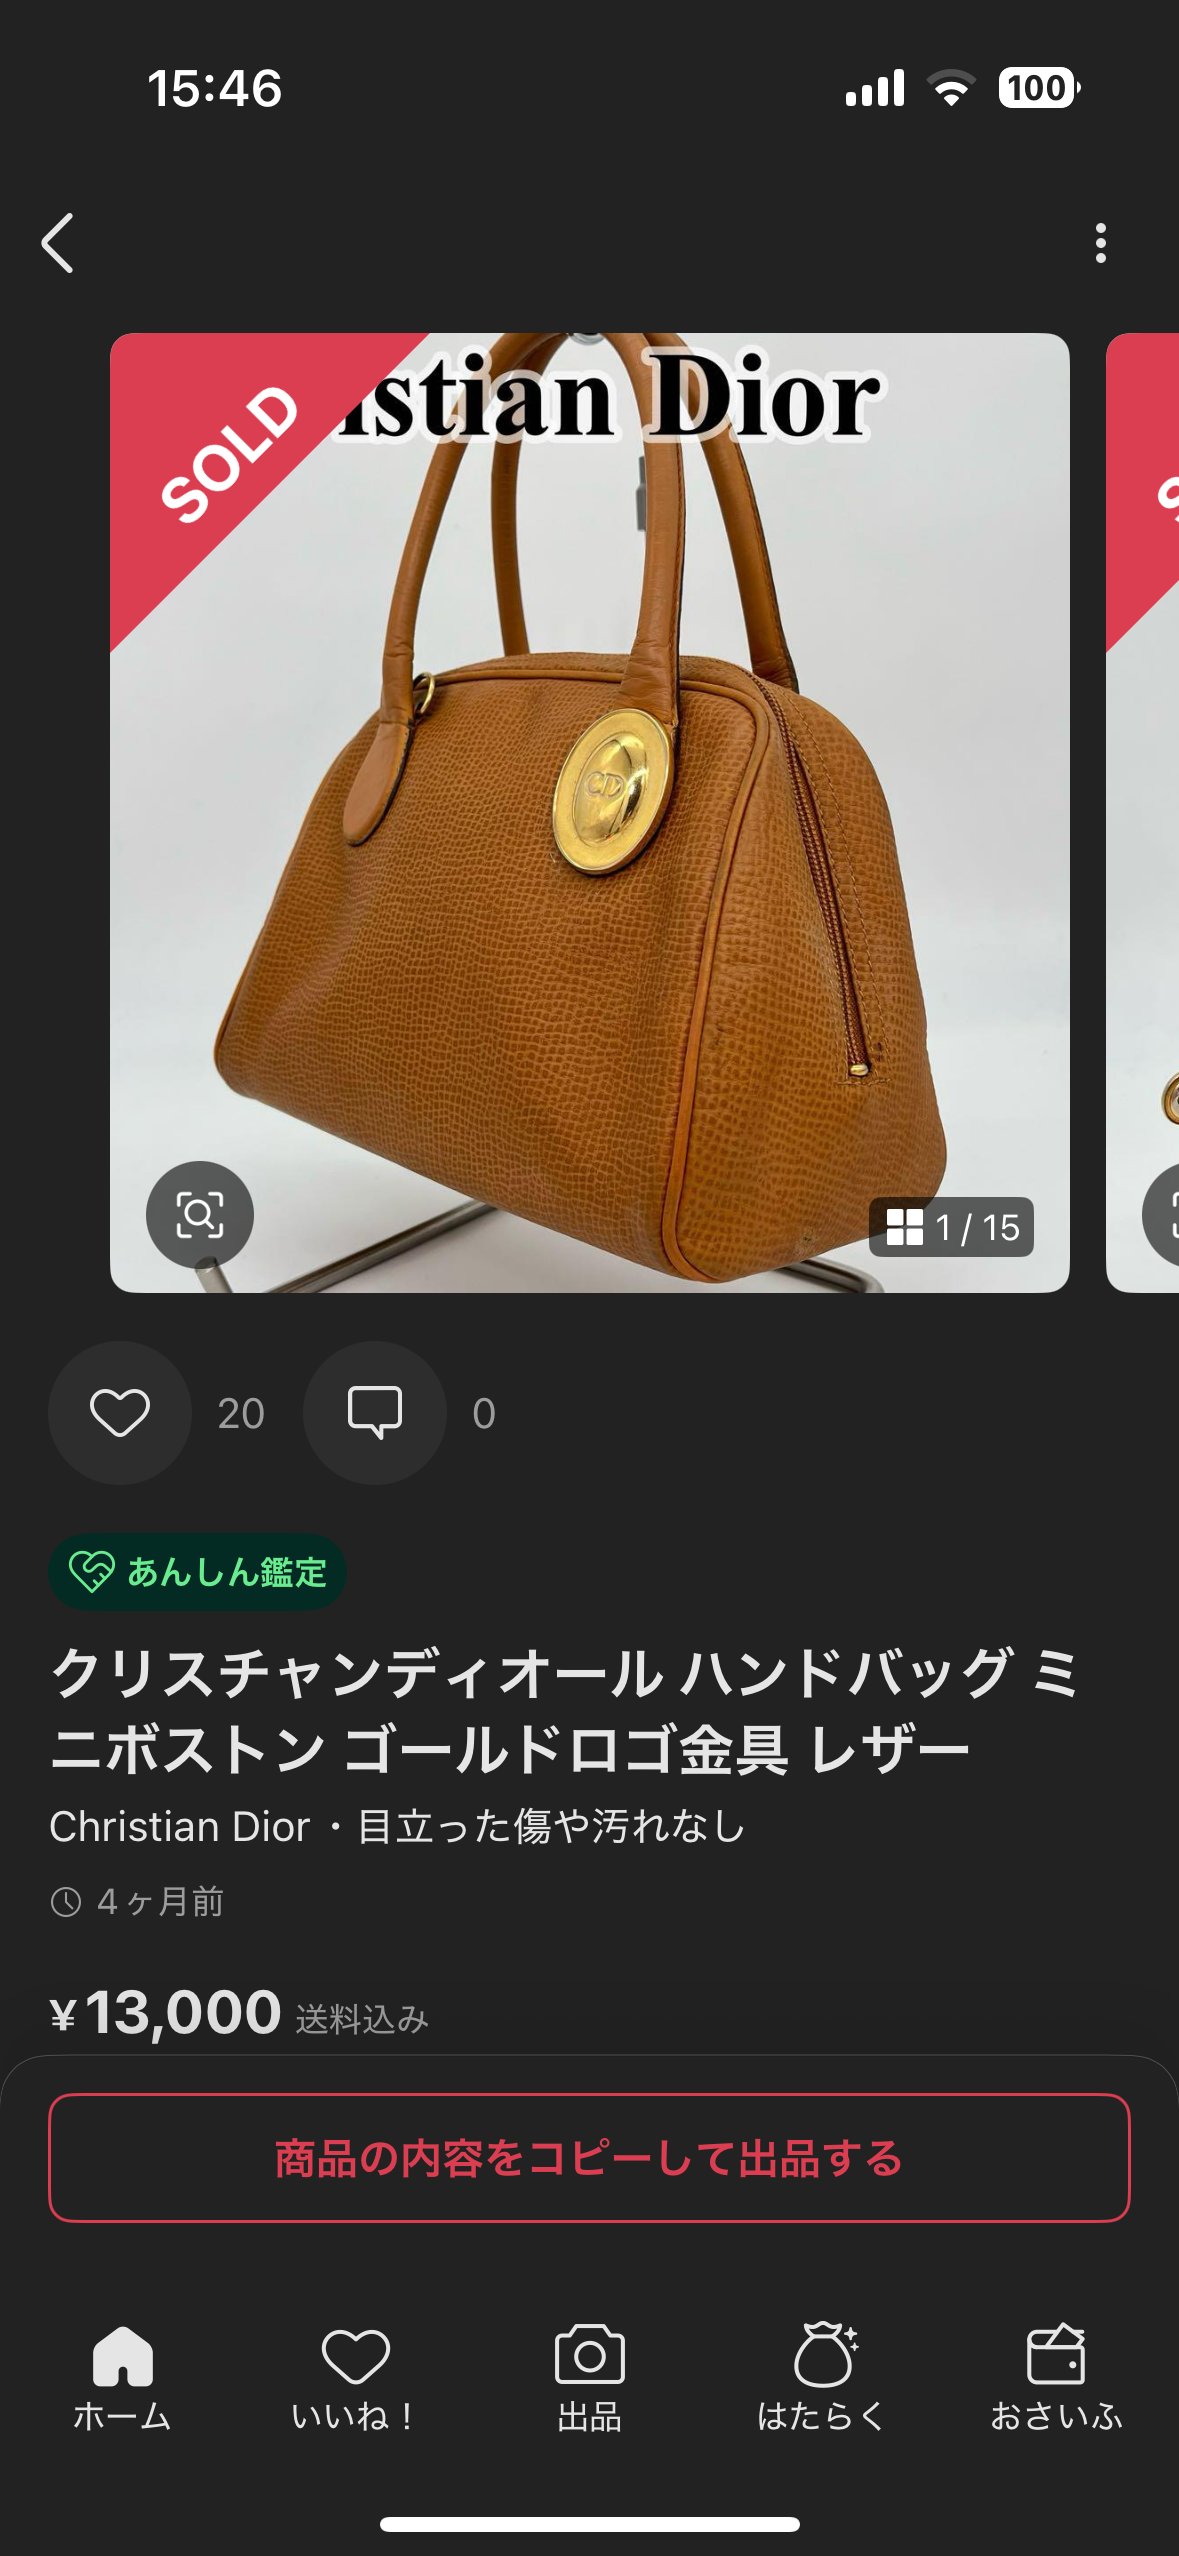 15:46
100
SOLD
istian Dior
CD
1 / 15
20
0
あんしん鑑定
クリスチャンディオール ハンドバッグ ミ
ニボストン ゴールドロゴ金具 レザー
Christian Dior・目立った傷や汚れなし
4ヶ月前
¥13,000 送料込み
商品の内容をコピーして出品する
ホーム
いいね！
出品
はたらく
おさいふ